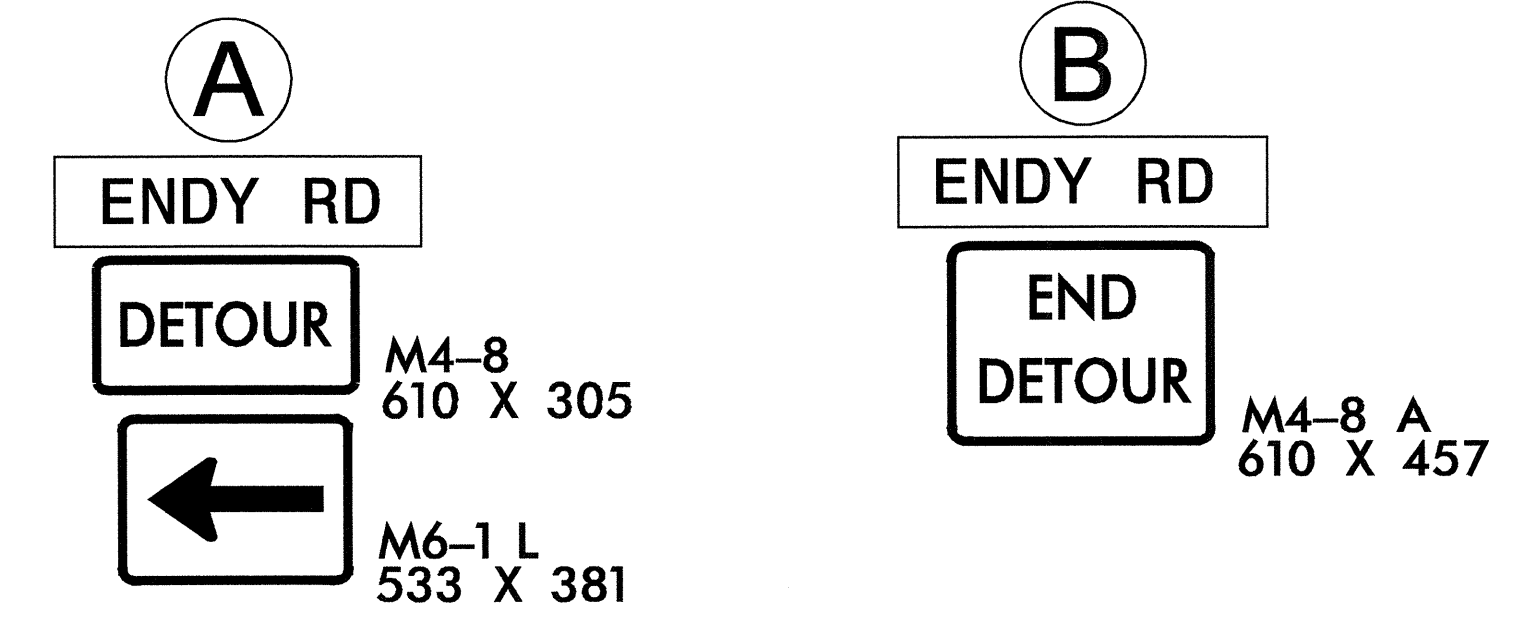 A
ENDY RD
DETOUR
M4-8
610 X 305
M6-1 L
533 X 381
B
ENDY RD
END
DETOUR
M4-8 A
610 X 457